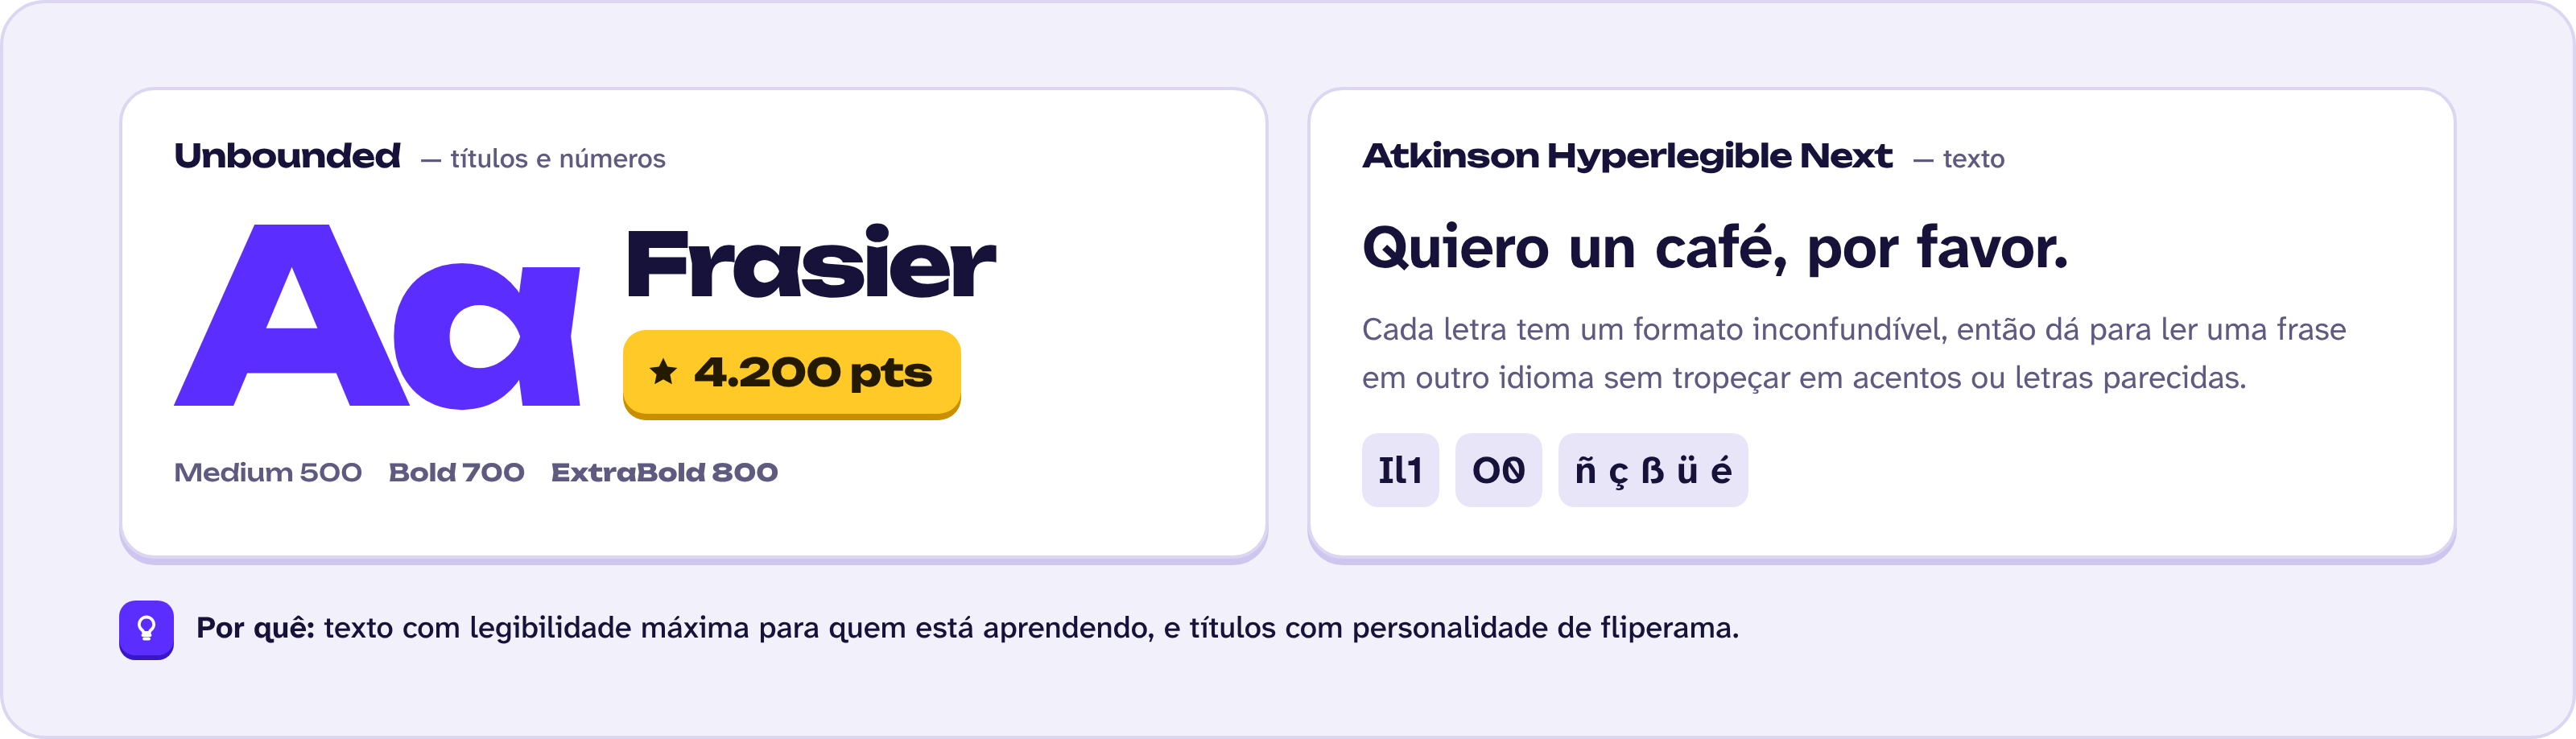 Unbounded — títulos e números
Aa
Frasier
★ 4.200 pts
Medium 500 Bold 700 ExtraBold 800
Atkinson Hyperlegible Next — texto
Quiero un café, por favor.
Cada letra tem um formato inconfundível, então dá para ler uma frase
em outro idioma sem tropeçar em acentos ou letras parecidas.
Il1 O0 ñ ç ß ü é
Por quê: texto com legibilidade máxima para quem está aprendendo, e títulos com personalidade de fliperama.